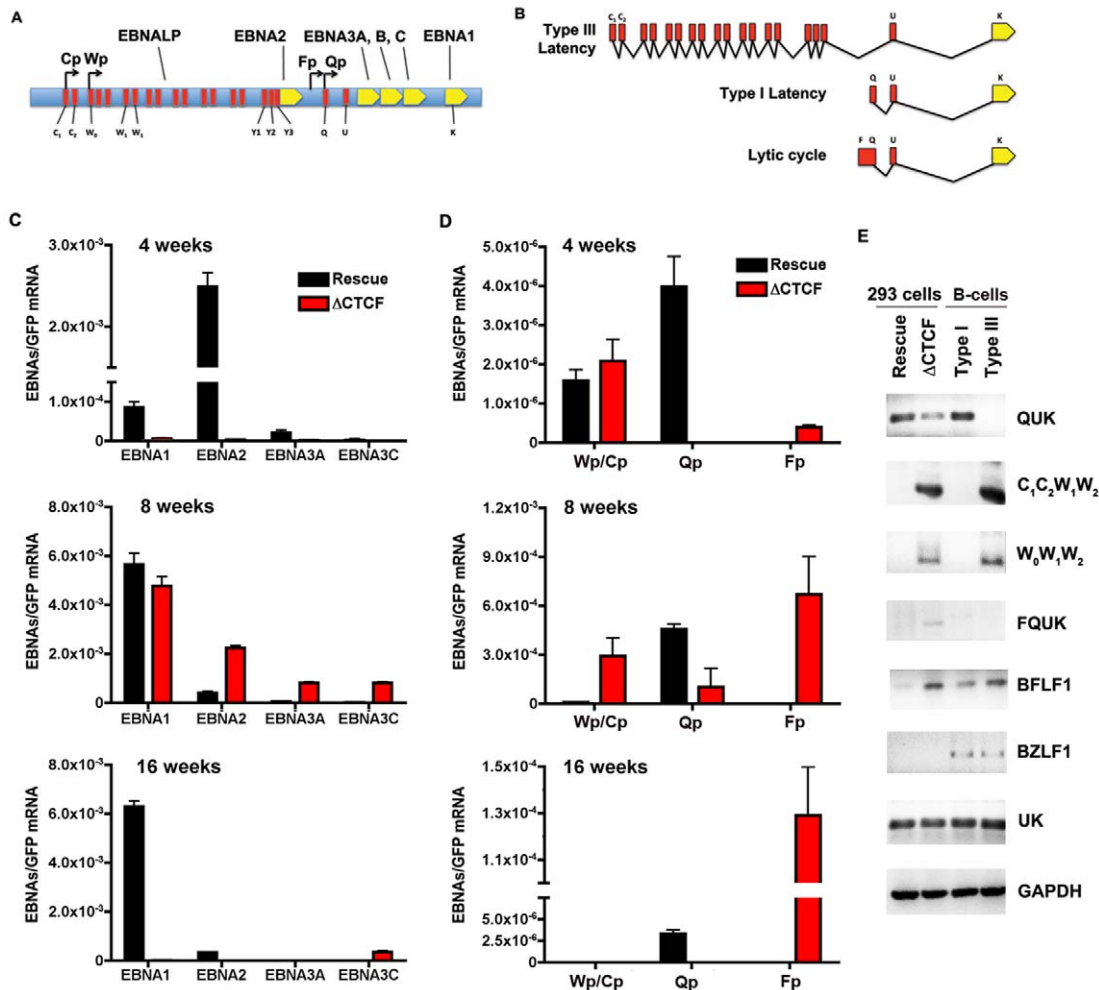 A
EBNALP EBNA2 EBNA3A, B, C EBNA1
Cp Wp Fp Qp
C₁ C₂ W₀ W₁ W₁ Y1 Y2 Y3 Q U K
B
Type III Latency
C₁ C₂ U K
Type I Latency
Q U K
Lytic cycle
F Q U K
C
4 weeks
EBNAs/GFP mRNA
3.0x10⁻³
2.0x10⁻³
1.0x10⁻⁴
0
Rescue
ΔCTCF
EBNA1 EBNA2 EBNA3A EBNA3C
8 weeks
EBNAs/GFP mRNA
8.0x10⁻³
6.0x10⁻³
4.0x10⁻³
2.0x10⁻³
0
EBNA1 EBNA2 EBNA3A EBNA3C
16 weeks
EBNAs/GFP mRNA
6.0x10⁻³
4.0x10⁻³
2.0x10⁻³
0
EBNA1 EBNA2 EBNA3A EBNA3C
D
4 weeks
EBNAs/GFP mRNA
5.0x10⁻⁶
4.0x10⁻⁶
3.0x10⁻⁶
2.0x10⁻⁶
1.0x10⁻⁶
0
Rescue
ΔCTCF
Wp/Cp Qp Fp
8 weeks
EBNAs/GFP mRNA
1.2x10⁻³
9.0x10⁻⁴
6.0x10⁻⁴
3.0x10⁻⁴
0
Wp/Cp Qp Fp
16 weeks
EBNAs/GFP mRNA
1.5x10⁻⁴
1.3x10⁻⁴
1.1x10⁻⁴
5.0x10⁻⁶
2.5x10⁻⁶
0
Wp/Cp Qp Fp
E
293 cells B-cells
Rescue ΔCTCF Type I Type III
QUK
C₁C₂W₁W₂
W₀W₁W₂
FQUK
BFLF1
BZLF1
UK
GAPDH